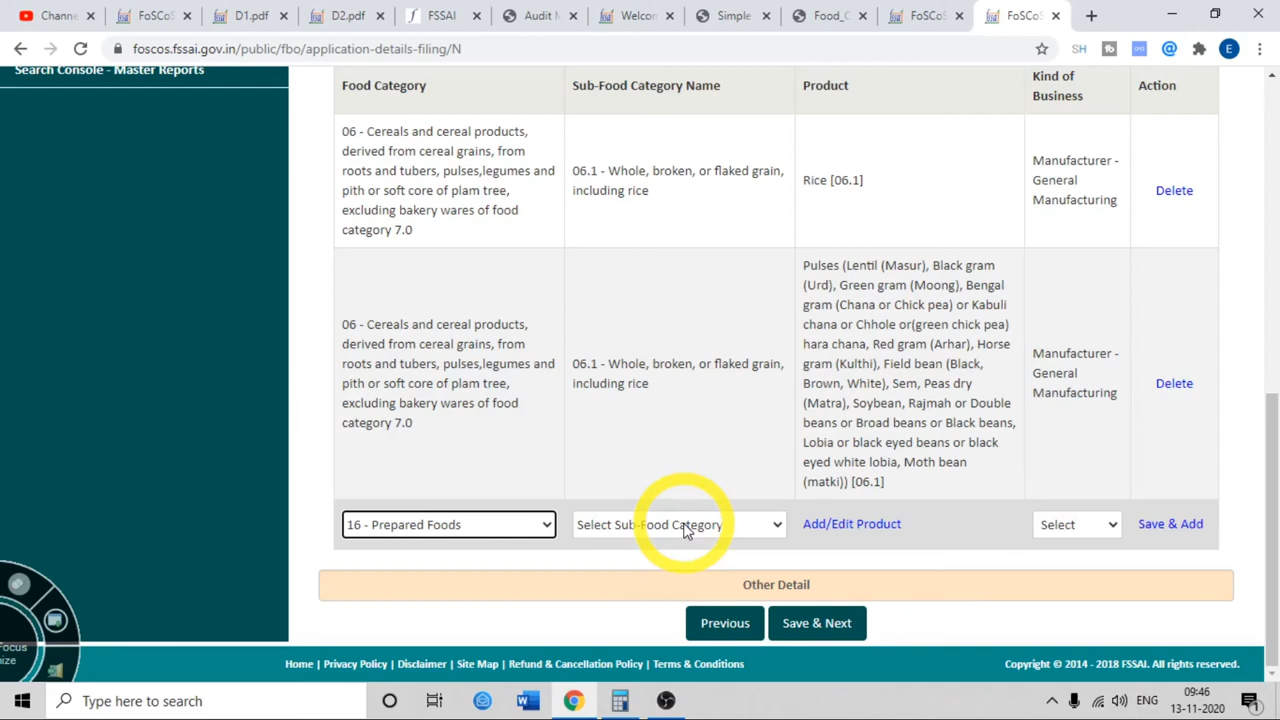 Channe
FoSCoS
D1.pdf
D2.pdf
FSSAI
Audit M
Welcom
Simple
Food_C
FoSCoS
FoSCoS
foscos.fssai.gov.in/public/fbo/application-details-filing/N
SH
E
Search Console - Master Reports
Food Category
Sub-Food Category Name
Product
Kind of
Business
Action
06 - Cereals and cereal products,
derived from cereal grains, from
roots and tubers, pulses,legumes and
pith or soft core of plam tree,
excluding bakery wares of food
category 7.0
06.1 - Whole, broken, or flaked grain,
including rice
Rice [06.1]
Manufacturer -
General
Manufacturing
Delete
06 - Cereals and cereal products,
derived from cereal grains, from
roots and tubers, pulses,legumes and
pith or soft core of plam tree,
excluding bakery wares of food
category 7.0
06.1 - Whole, broken, or flaked grain,
including rice
Pulses (Lentil (Masur), Black gram
(Urd), Green gram (Moong), Bengal
gram (Chana or Chick pea) or Kabuli
chana or Chhole or(green chick pea)
hara chana, Red gram (Arhar), Horse
gram (Kulthi), Field bean (Black,
Brown, White), Sem, Peas dry
(Matra), Soybean, Rajmah or Double
beans or Broad beans or Black beans,
Lobia or black eyed beans or black
eyed white lobia, Moth bean
(matki)) [06.1]
Manufacturer -
General
Manufacturing
Delete
16 - Prepared Foods
Select Sub-Food Category
Add/Edit Product
Select
Save & Add
Other Detail
Previous
Save & Next
Focus
nize
Home | Privacy Policy | Disclaimer | Site Map | Refund & Cancellation Policy | Terms & Conditions
Copyright © 2014 - 2018 FSSAI. All rights reserved.
Type here to search
ENG
09:46
13-11-2020